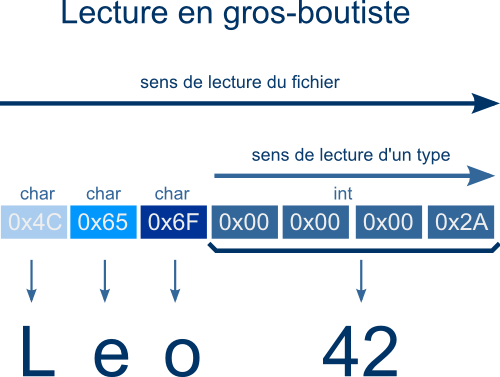 Lecture en gros-boutiste
sens de lecture du fichier
sens de lecture d'un type
char char char int
0x4C 0x65 0x6F 0x00 0x00 0x00 0x2A
L e o 42